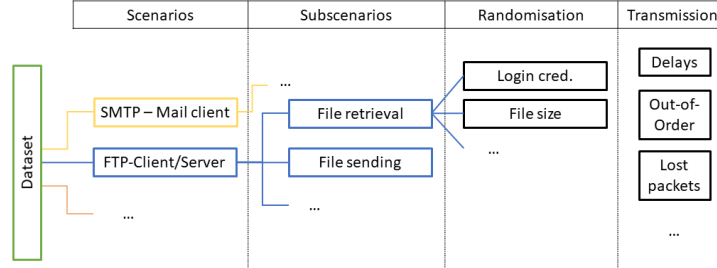 Scenarios
Subscenarios
Randomisation
Transmission
Dataset
SMTP – Mail client
FTP-Client/Server
...
...
File retrieval
File sending
...
Login cred.
File size
...
Delays
Out-of-
Order
Lost
packets
...